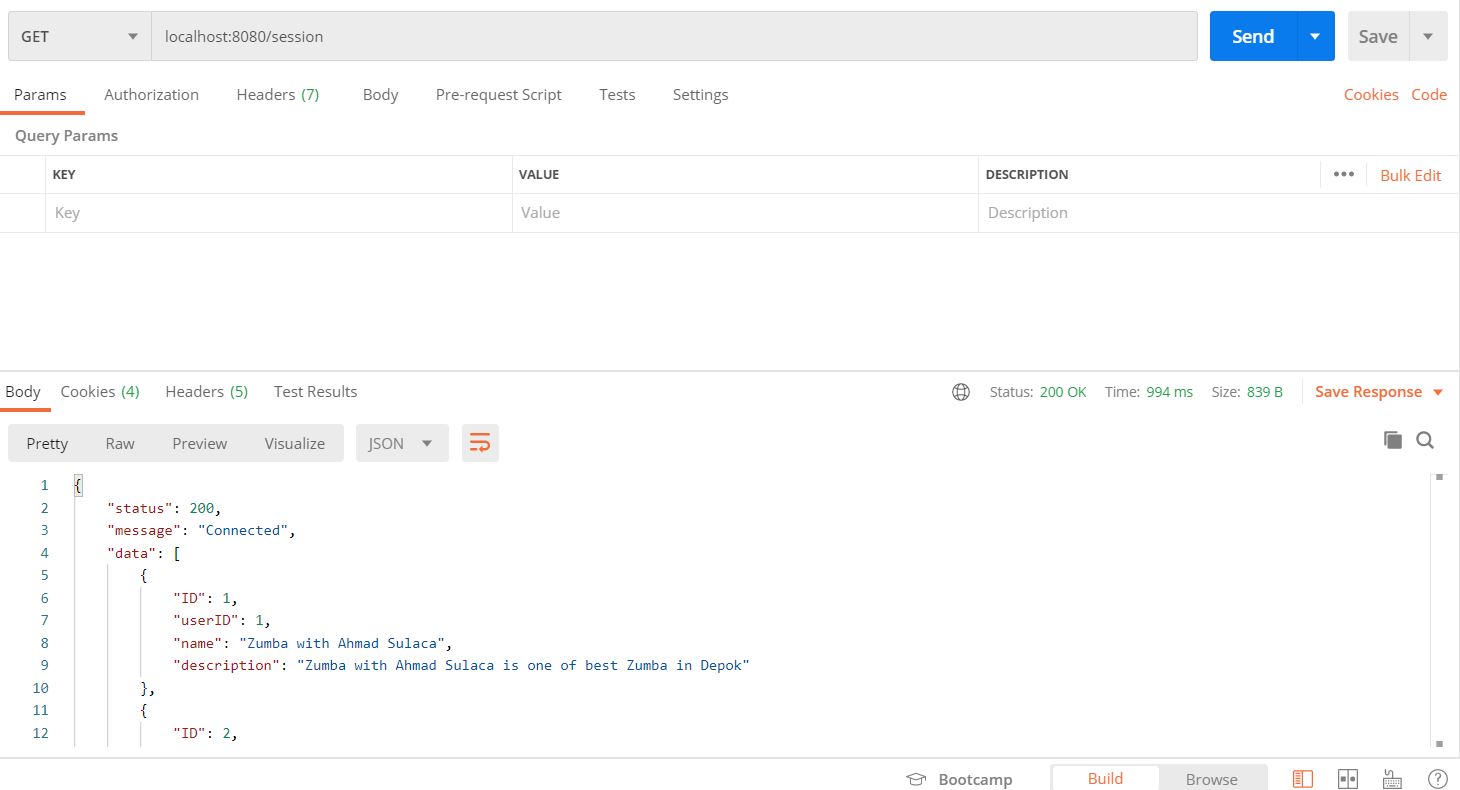 GET localhost:8080/session Send Save
Params Authorization Headers (7) Body Pre-request Script Tests Settings Cookies Code
Query Params
KEY VALUE DESCRIPTION ••• Bulk Edit
Key Value Description
Body Cookies (4) Headers (5) Test Results Status: 200 OK Time: 994 ms Size: 839 B Save Response
Pretty Raw Preview Visualize JSON
1 {
2 "status": 200,
3 "message": "Connected",
4 "data": [
5 {
6 "ID": 1,
7 "userID": 1,
8 "name": "Zumba with Ahmad Sulaca",
9 "description": "Zumba with Ahmad Sulaca is one of best Zumba in Depok"
10 },
11 {
12 "ID": 2,
Bootcamp Build Browse ?